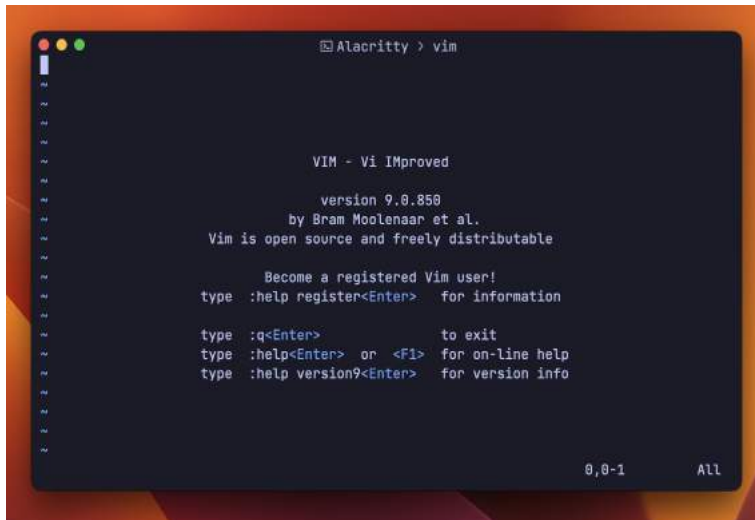 Alacritty > vim
~
~
~
~
~ VIM - Vi IMproved
~
~ version 9.0.850
~ by Bram Moolenaar et al.
~ Vim is open source and freely distributable
~
~ Become a registered Vim user!
~ type :help register<Enter> for information
~
~ type :q<Enter> to exit
~ type :help<Enter> or <F1> for on-line help
~ type :help version9<Enter> for version info
~
~
~
~
0,0-1 All